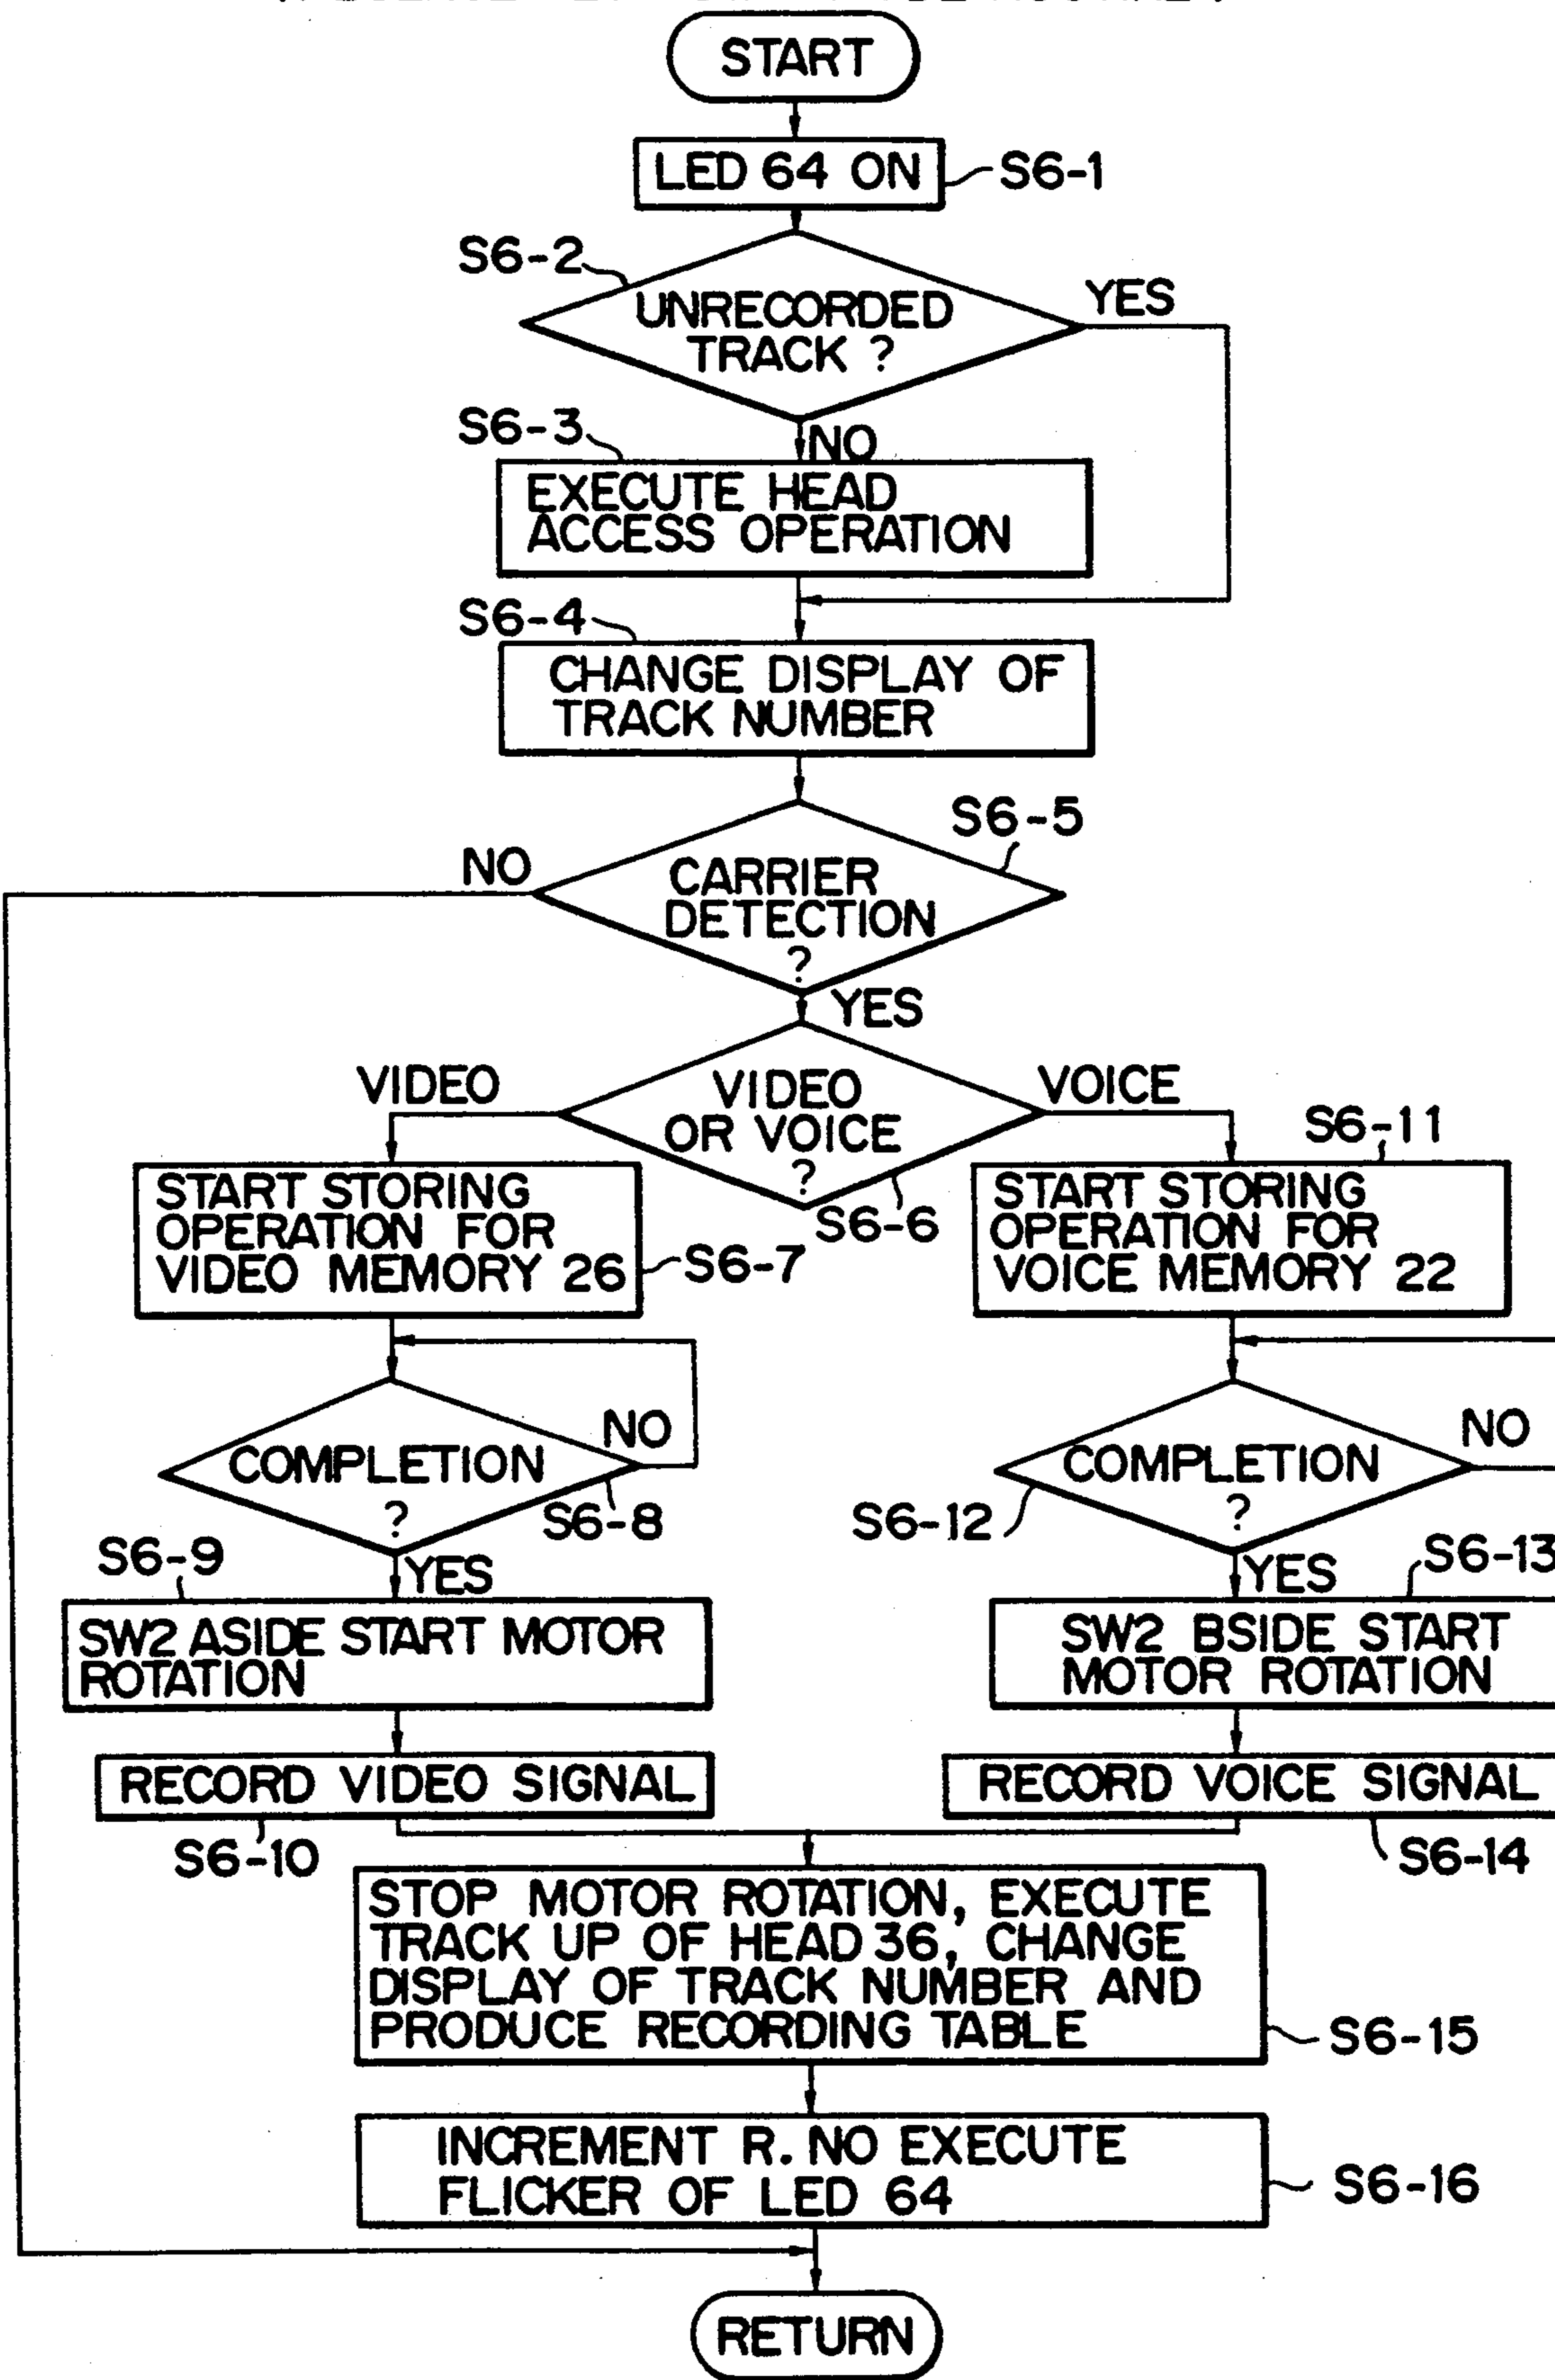 START
LED 64 ON
S6-1
S6-2
UNRECORDED
TRACK ?
YES
S6-3
NO
EXECUTE HEAD
ACCESS OPERATION
S6-4
CHANGE DISPLAY OF
TRACK NUMBER
S6-5
NO
CARRIER
DETECTION
?
YES
VIDEO
VIDEO
OR VOICE
?
VOICE
S6-6
S6-11
START STORING
OPERATION FOR
VIDEO MEMORY 26
S6-7
START STORING
OPERATION FOR
VOICE MEMORY 22
COMPLETION
?
NO
S6-8
COMPLETION
?
NO
S6-12
S6-9
YES
YES
S6-13
SW2 ASIDE START MOTOR
ROTATION
SW2 BSIDE START
MOTOR ROTATION
RECORD VIDEO SIGNAL
RECORD VOICE SIGNAL
S6-10
S6-14
STOP MOTOR ROTATION, EXECUTE
TRACK UP OF HEAD 36, CHANGE
DISPLAY OF TRACK NUMBER AND
PRODUCE RECORDING TABLE
S6-15
INCREMENT R. NO EXECUTE
FLICKER OF LED 64
S6-16
RETURN